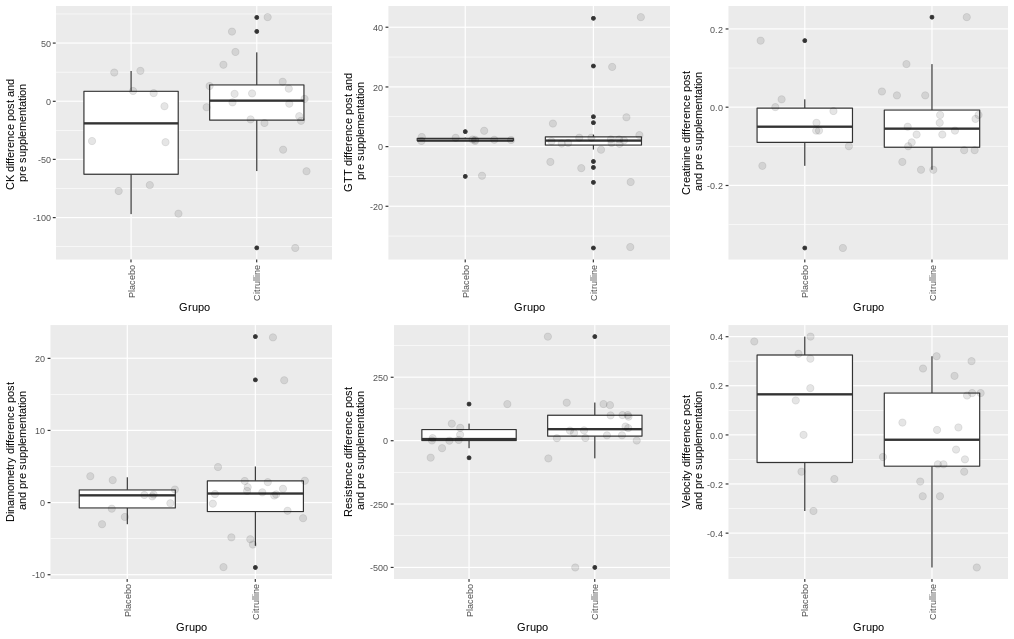 CK difference post and
pre supplementation
50
0
-50
-100
Placebo
Citrulline
Grupo
GTT difference post and
pre supplementation
40
20
0
-20
Placebo
Citrulline
Grupo
Creatinine difference post
and pre supplementation
0.2
0.0
-0.2
Placebo
Citrulline
Grupo
Dinamometry difference post
and pre supplementation
20
10
0
-10
Placebo
Citrulline
Grupo
Resistence difference post
and pre supplementation
250
0
-250
-500
Placebo
Citrulline
Grupo
Velocity difference post
and pre supplementation
0.4
0.2
0.0
-0.2
-0.4
Placebo
Citrulline
Grupo